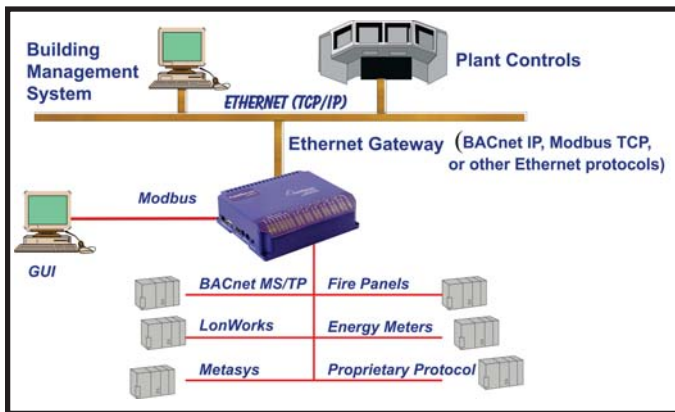 Building
Management
System
Plant Controls
ETHERNET (TCP/IP)
Ethernet Gateway (BACnet IP, Modbus TCP,
or other Ethernet protocols)
Modbus
GUI
BACnet MS/TP
Fire Panels
LonWorks
Energy Meters
Metasys
Proprietary Protocol